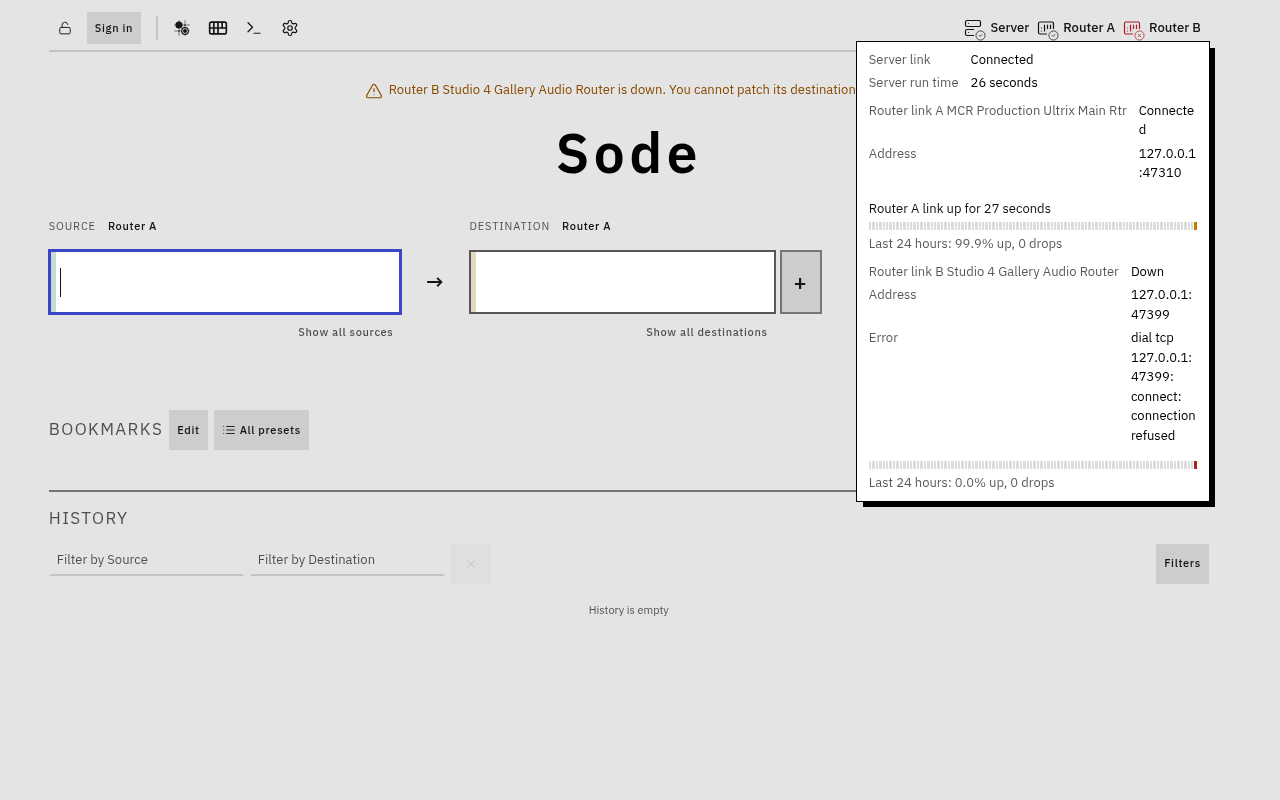 Sign in
Server Router A Router B
Router B Studio 4 Gallery Audio Router is down. You cannot patch its destination
Sode
SOURCE Router A
DESTINATION Router A
→
+
Show all sources
Show all destinations
BOOKMARKS Edit All presets
Server link Connected
Server run time 26 seconds
Router link A MCR Production Ultrix Main Rtr Connecte
d
Address 127.0.0.1
:47310
Router A link up for 27 seconds
Last 24 hours: 99.9% up, 0 drops
Router link B Studio 4 Gallery Audio Router Down
Address 127.0.0.1:
47399
Error dial tcp
127.0.0.1:
47399:
connect:
connection
refused
Last 24 hours: 0.0% up, 0 drops
HISTORY
Filter by Source Filter by Destination Filters
History is empty